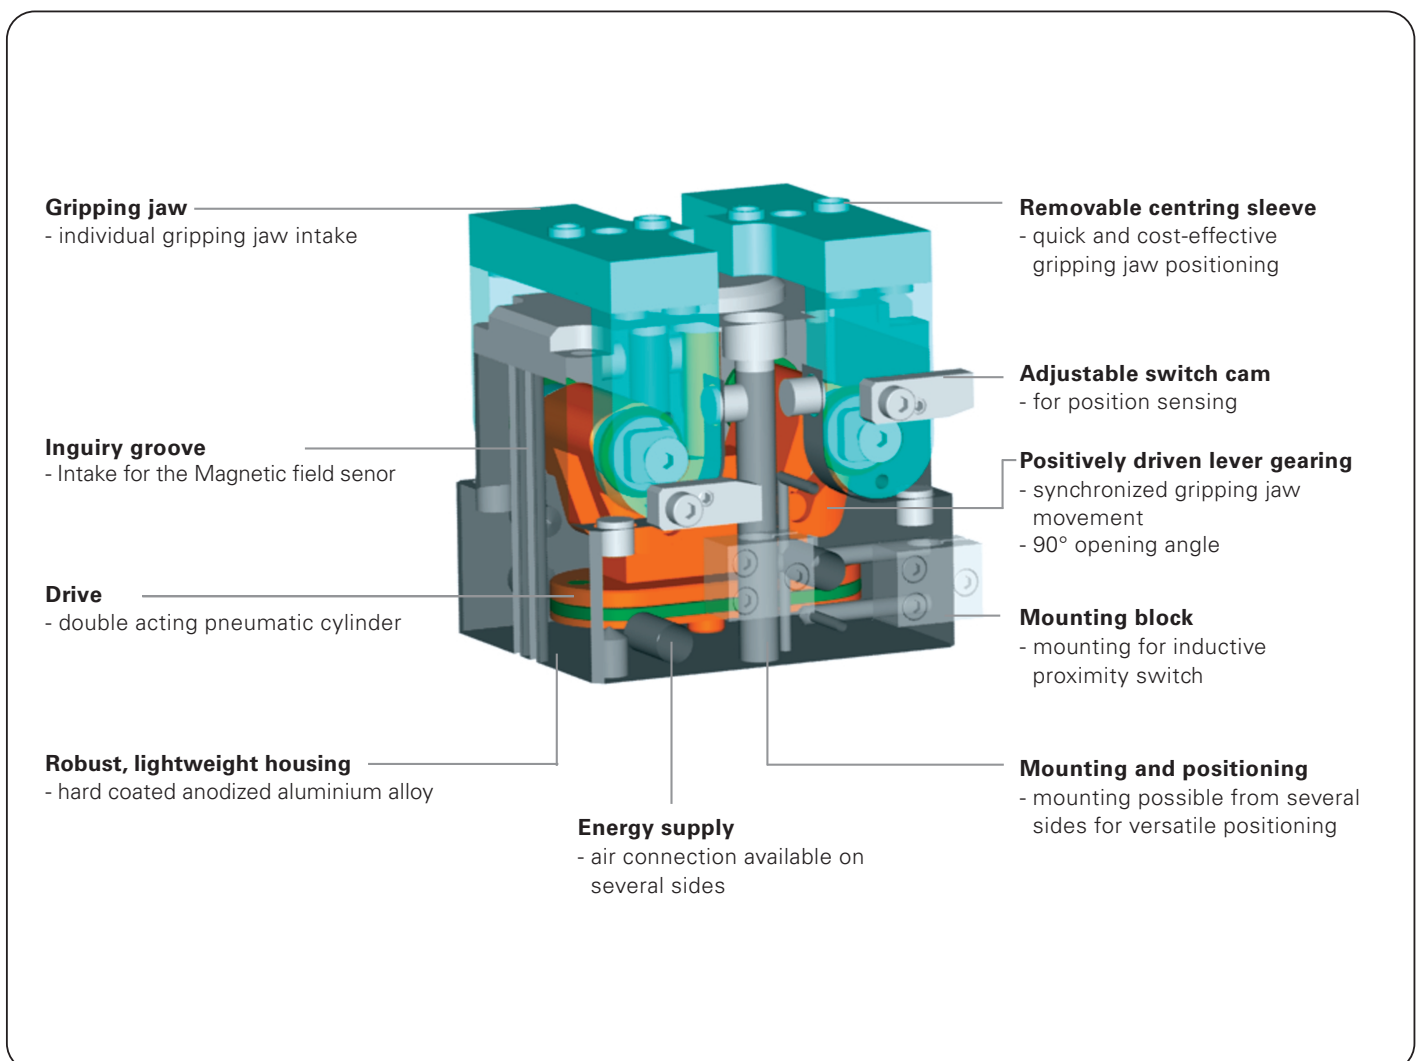 Gripping jaw
- individual gripping jaw intake
Inguiry groove
- Intake for the Magnetic field senor
Drive
- double acting pneumatic cylinder
Robust, lightweight housing
- hard coated anodized aluminium alloy
Energy supply
- air connection available on
several sides
Removable centring sleeve
- quick and cost-effective
gripping jaw positioning
Adjustable switch cam
- for position sensing
Positively driven lever gearing
- synchronized gripping jaw
movement
- 90° opening angle
Mounting block
- mounting for inductive
proximity switch
Mounting and positioning
- mounting possible from several
sides for versatile positioning